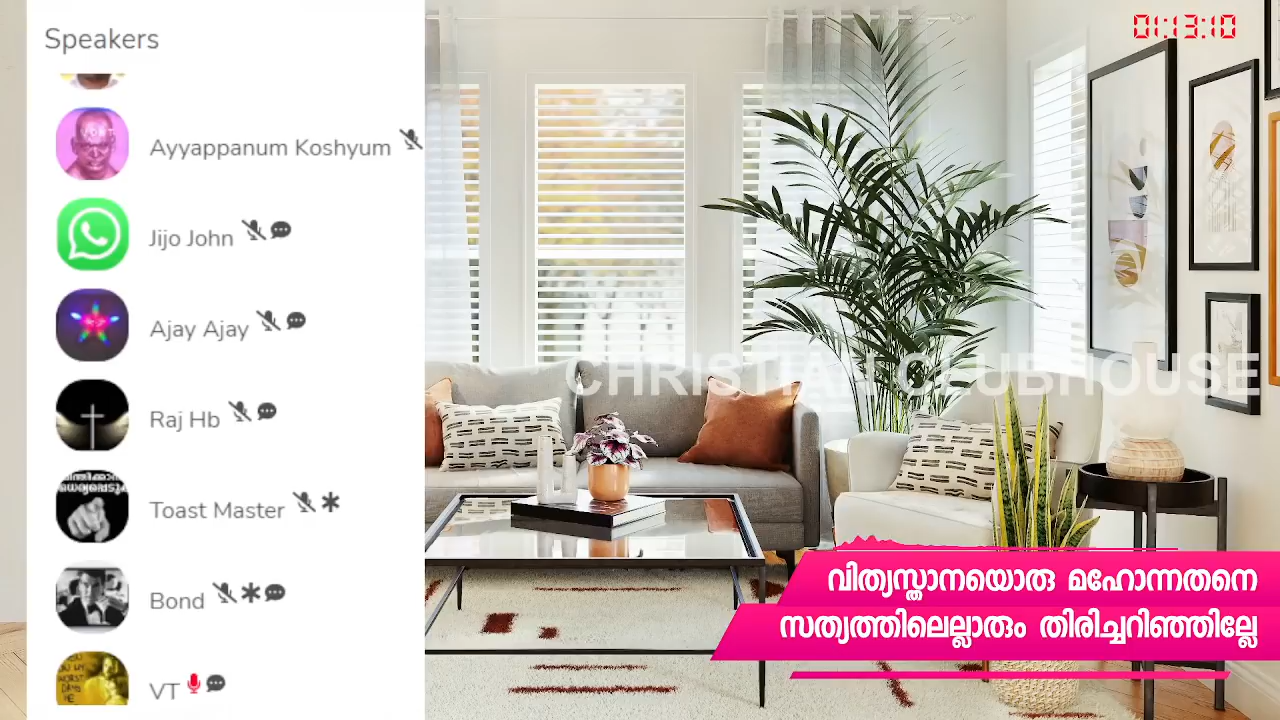 Speakers
01:13:10
Ayyappanum Koshyum
Jijo John
Ajay Ajay
Raj Hb
Toast Master
Bond
VT
CHRISTIAN CLUBHOUSE
വിത്യസ്താനയൊരു മഹോന്നതനെ
സത്യത്തിലെല്ലാരും തിരിച്ചറിഞ്ഞില്ലേ